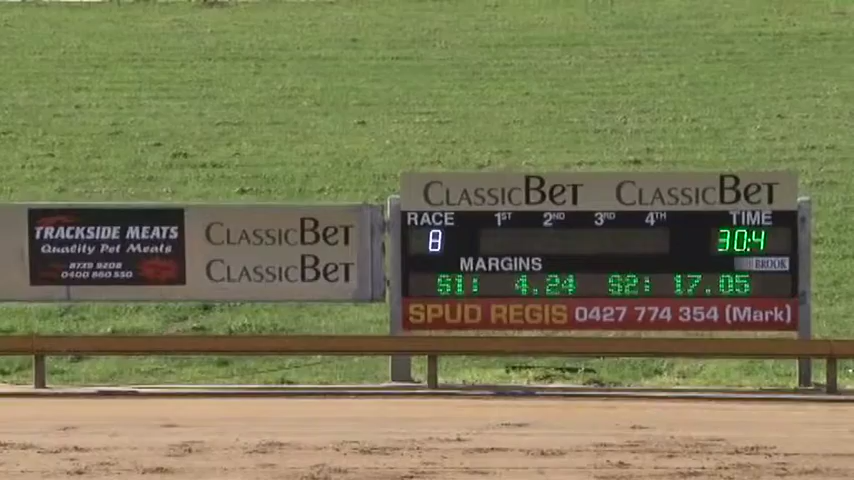 TRACKSIDE MEATS
Quality Pet Meats
8739 9208
0400 860 550
CLASSICBET
CLASSICBET
CLASSICBET CLASSICBET
RACE 1ST 2ND 3RD 4TH TIME
8 30:4
MARGINS BROOK
S1: 4.24 S2: 17.05
SPUD REGIS 0427 774 354 (Mark)